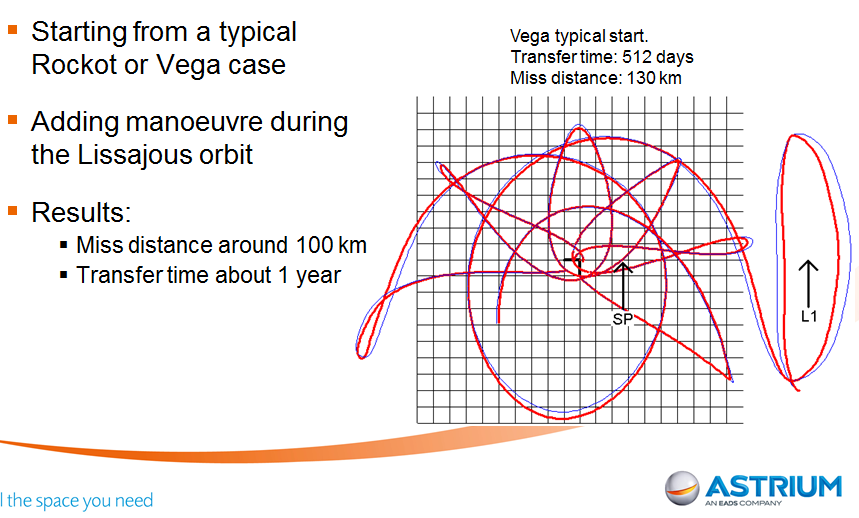 Starting from a typical
Rockot or Vega case
Adding manoeuvre during
the Lissajous orbit
Results:
Miss distance around 100 km
Transfer time about 1 year
Vega typical start.
Transfer time: 512 days
Miss distance: 130 km
SP
L1
l the space you need
ASTRIUM
AN EADS COMPANY